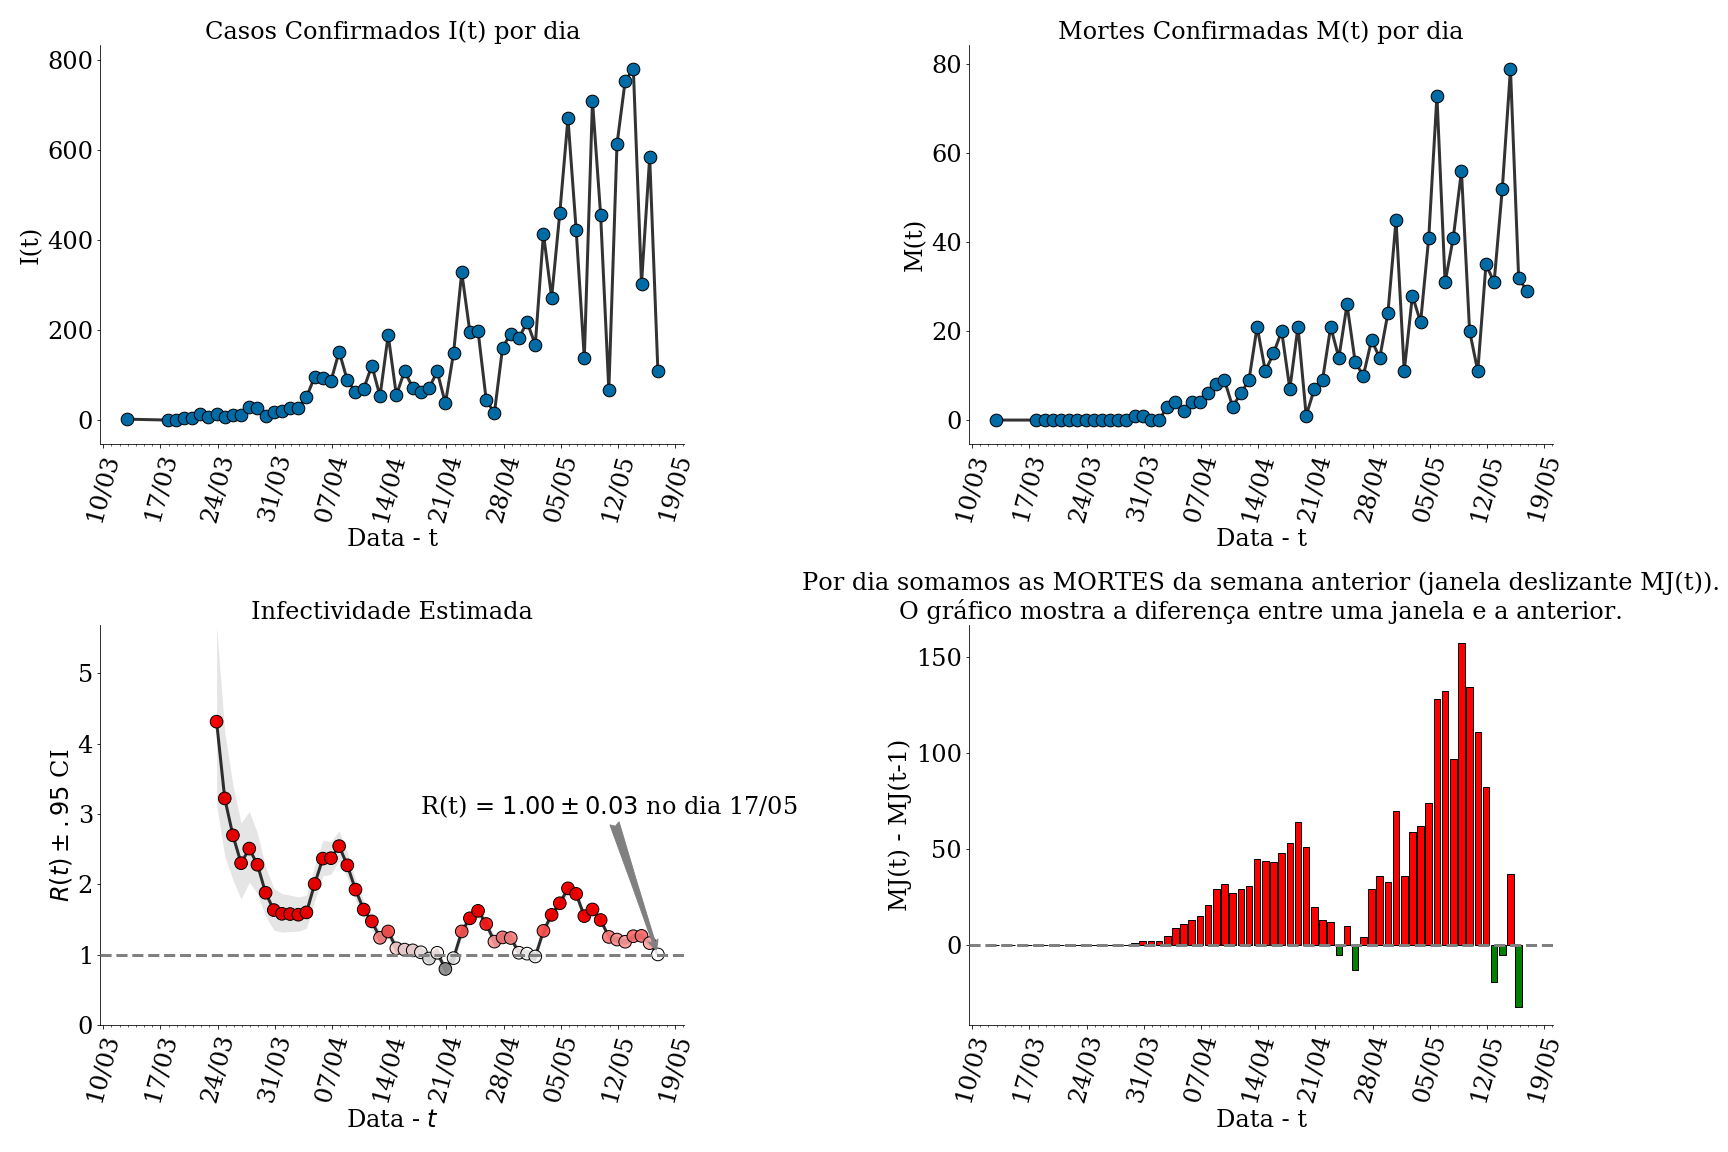 Casos Confirmados I(t) por dia
800
600
400
200
0
I(t)
10/03 17/03 24/03 31/03 07/04 14/04 21/04 28/04 05/05 12/05 19/05
Data - t
Mortes Confirmadas M(t) por dia
80
60
40
20
0
M(t)
10/03 17/03 24/03 31/03 07/04 14/04 21/04 28/04 05/05 12/05 19/05
Data - t
Infectividade Estimada
5
4
3
2
1
0
R(t) ± .95 CI
R(t) = 1.00 ± 0.03 no dia 17/05
10/03 17/03 24/03 31/03 07/04 14/04 21/04 28/04 05/05 12/05 19/05
Data - t
Por dia somamos as MORTES da semana anterior (janela deslizante MJ(t)).
O gráfico mostra a diferença entre uma janela e a anterior.
150
100
50
0
MJ(t) - MJ(t-1)
10/03 17/03 24/03 31/03 07/04 14/04 21/04 28/04 05/05 12/05 19/05
Data - t